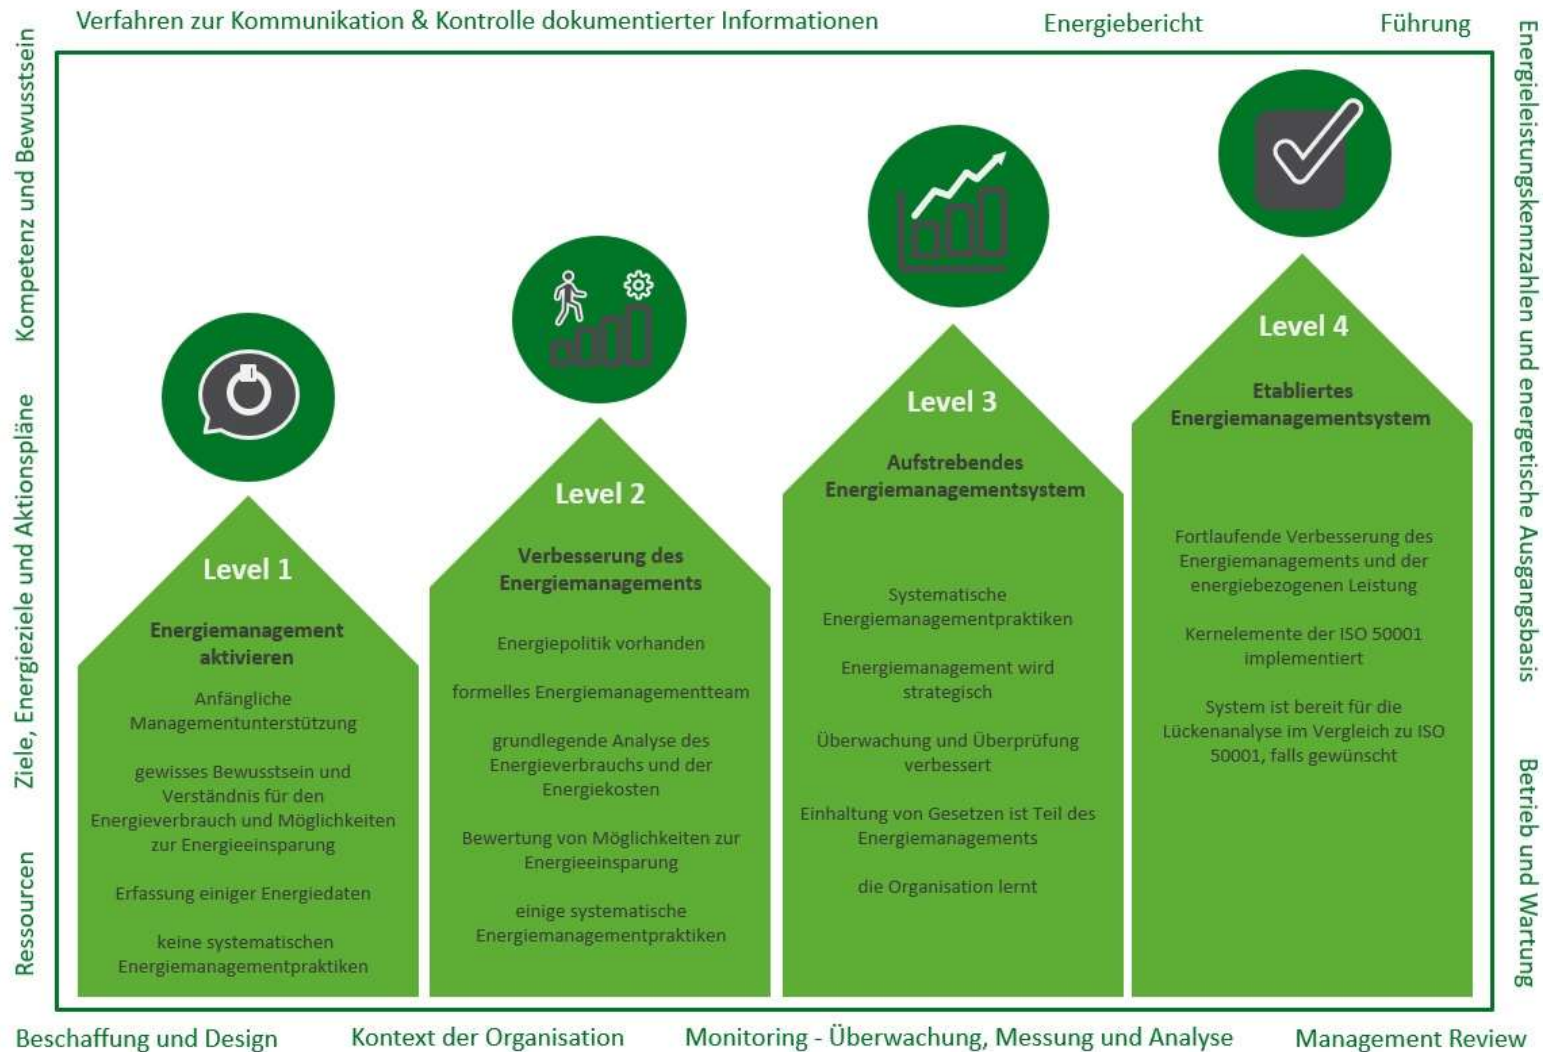 Verfahren zur Kommunikation & Kontrolle dokumentierter Informationen
Energiebericht
Führung
Kompetenz und Bewusstsein
Ziele, Energieziele und Aktionspläne
Ressourcen
Level 1
Energiemanagement
aktivieren
Anfängliche
Managementunterstützung
gewisses Bewusstsein und
Verständnis für den
Energieverbrauch und Möglichkeiten
zur Energieeinsparung
Erfassung einiger Energiedaten
keine systematischen
Energiemanagementpraktiken
Level 2
Verbesserung des
Energiemanagements
Energiepolitik vorhanden
formelles Energiemanagementteam
grundlegende Analyse des
Energieverbrauchs und der
Energiekosten
Bewertung von Möglichkeiten zur
Energieeinsparung
einige systematische
Energiemanagementpraktiken
Level 3
Aufstrebendes
Energiemanagementsystem
Systematische
Energiemanagementpraktiken
Energiemanagement wird
strategisch
Überwachung und Überprüfung
verbessert
Einhaltung von Gesetzen ist Teil des
Energiemanagements
die Organisation lernt
Level 4
Etabliertes
Energiemanagementsystem
Fortlaufende Verbesserung des
Energiemanagements und der
energiebezogenen Leistung
Kernelemente der ISO 50001
implementiert
System ist bereit für die
Lückenanalyse im Vergleich zu ISO
50001, falls gewünscht
Energieleistungskennzahlen und energetische Ausgangsbasis
Betrieb und Wartung
Beschaffung und Design
Kontext der Organisation
Monitoring - Überwachung, Messung und Analyse
Management Review